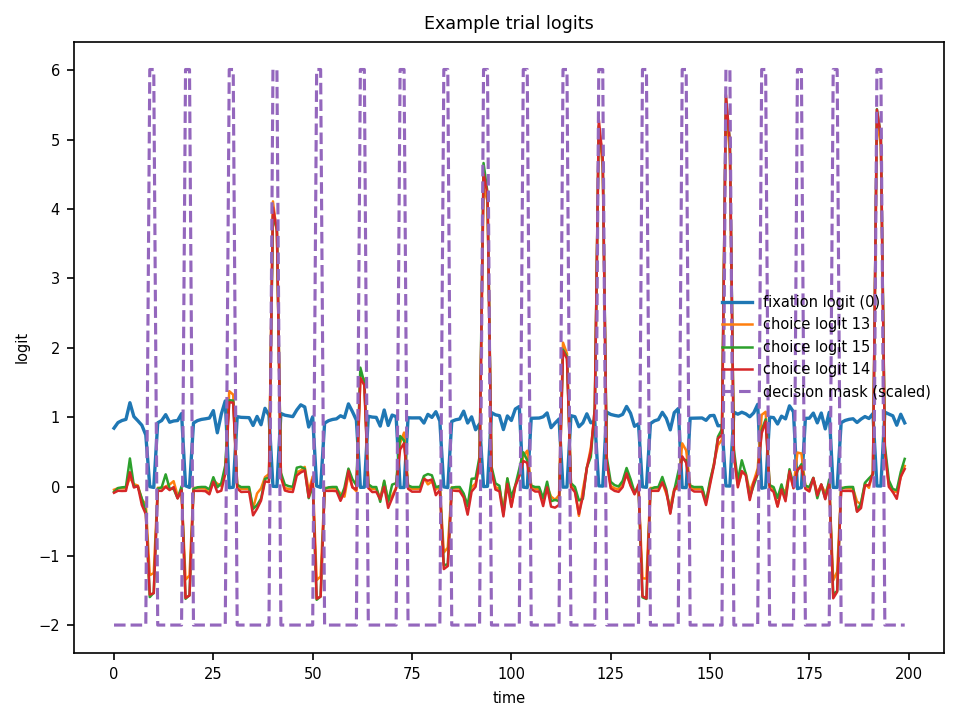 Example trial logits
6
5
4
3
2
1
0
−1
−2
logit
fixation logit (0)
choice logit 13
choice logit 15
choice logit 14
decision mask (scaled)
0 25 50 75 100 125 150 175 200
time